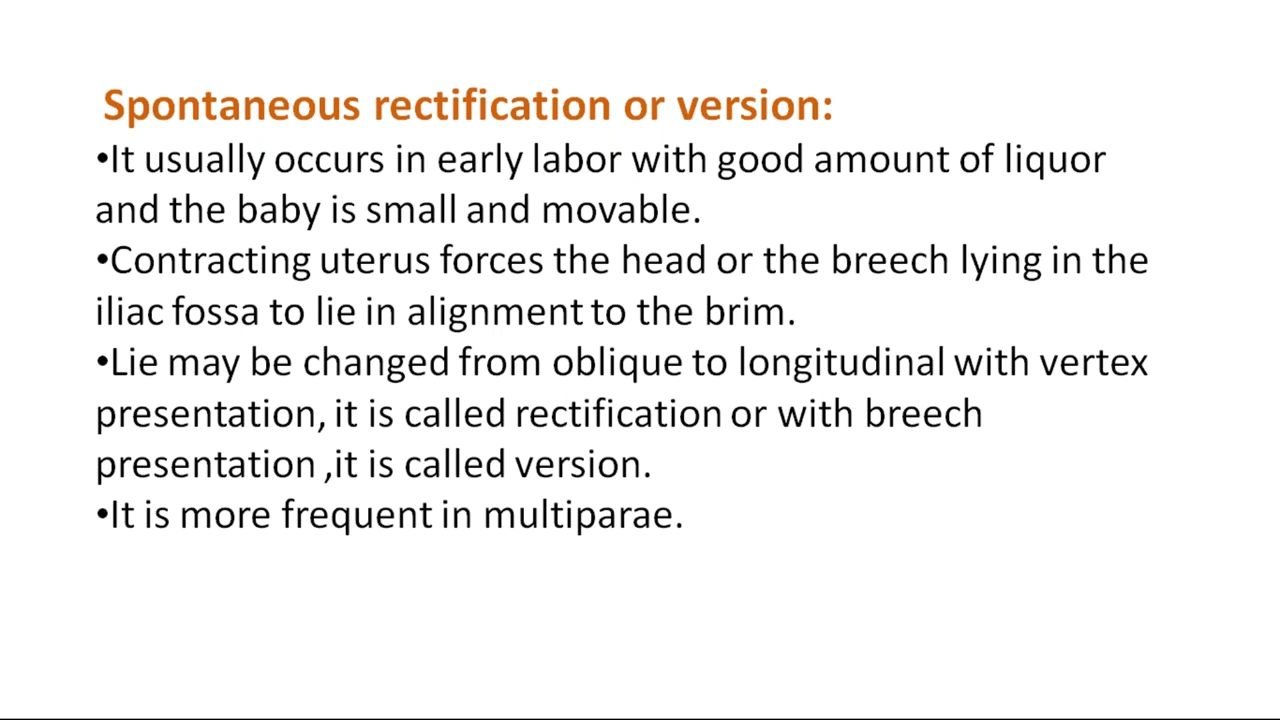 Spontaneous rectification or version:
•It usually occurs in early labor with good amount of liquor
and the baby is small and movable.
•Contracting uterus forces the head or the breech lying in the
iliac fossa to lie in alignment to the brim.
•Lie may be changed from oblique to longitudinal with vertex
presentation, it is called rectification or with breech
presentation ,it is called version.
•It is more frequent in multiparae.